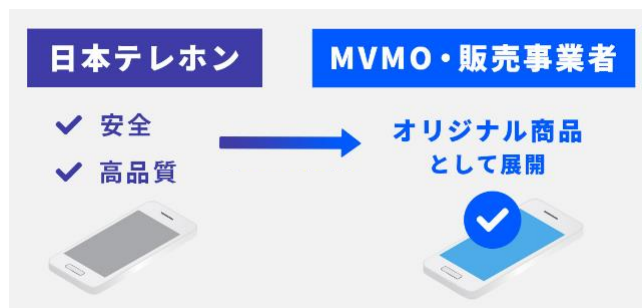 日本テレホン
MVMO・販売事業者
安全
高品質
オリジナル商品
として展開